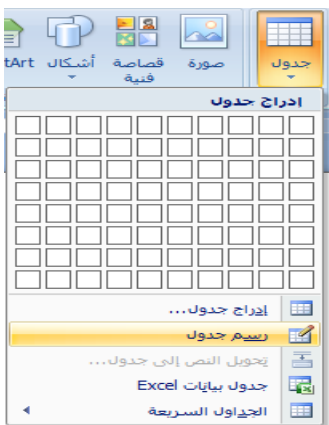 جدول
صورة
قصاصة
فنية
أشكال
tArt
إدراج جدول
إدراج جدول...
رسم جدول
تحويل النص إلى جدول...
جدول بيانات Excel
الجداول السريعة